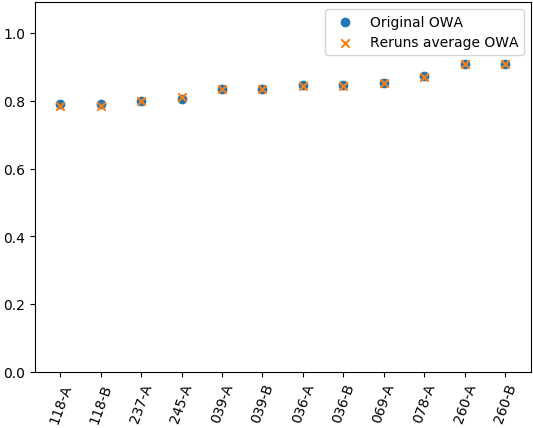 Original OWA
Reruns average OWA
1.0
0.8
0.6
0.4
0.2
0.0
118-A
118-B
237-A
245-A
039-A
039-B
036-A
036-B
069-A
078-A
260-A
260-B